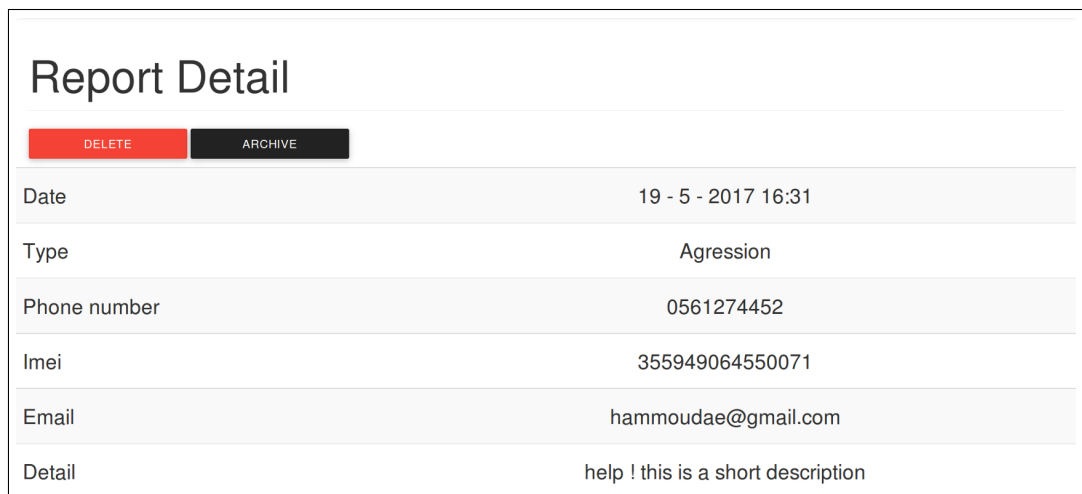 Report Detail
DELETE ARCHIVE
Date 19 - 5 - 2017 16:31
Type Agression
Phone number 0561274452
Imei 355949064550071
Email hammoudae@gmail.com
Detail help ! this is a short description